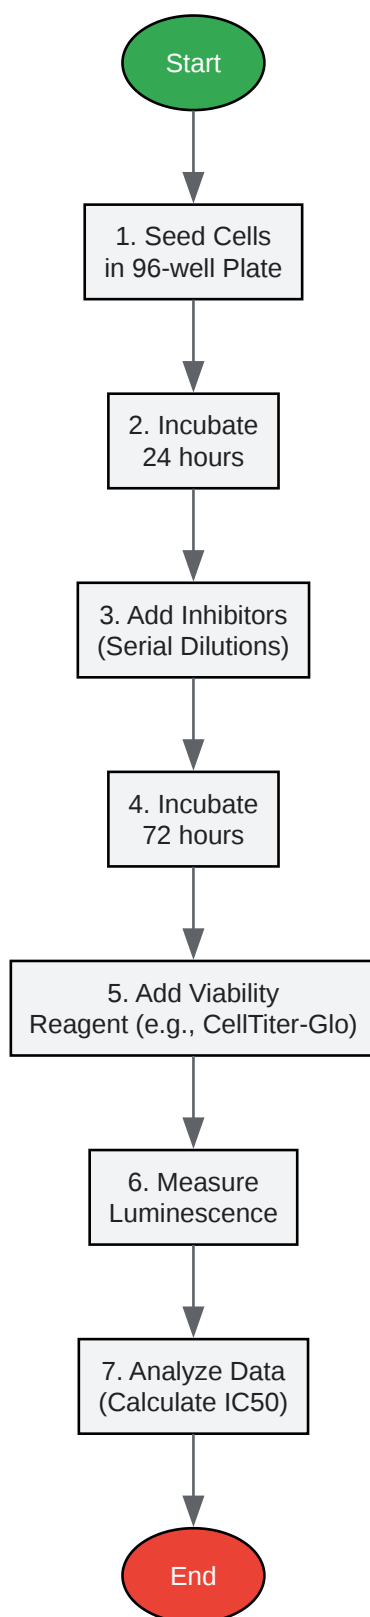 Start
1. Seed Cells
in 96-well Plate
2. Incubate
24 hours
3. Add Inhibitors
(Serial Dilutions)
4. Incubate
72 hours
5. Add Viability
Reagent (e.g., CellTiter-Glo)
6. Measure
Luminescence
7. Analyze Data
(Calculate IC50)
End